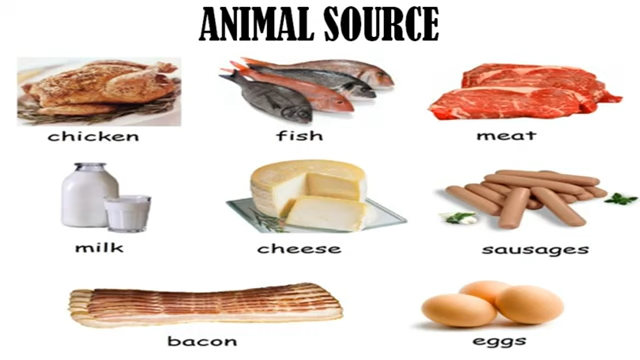 ANIMAL SOURCE
chicken fish meat
milk cheese sausages
bacon eggs